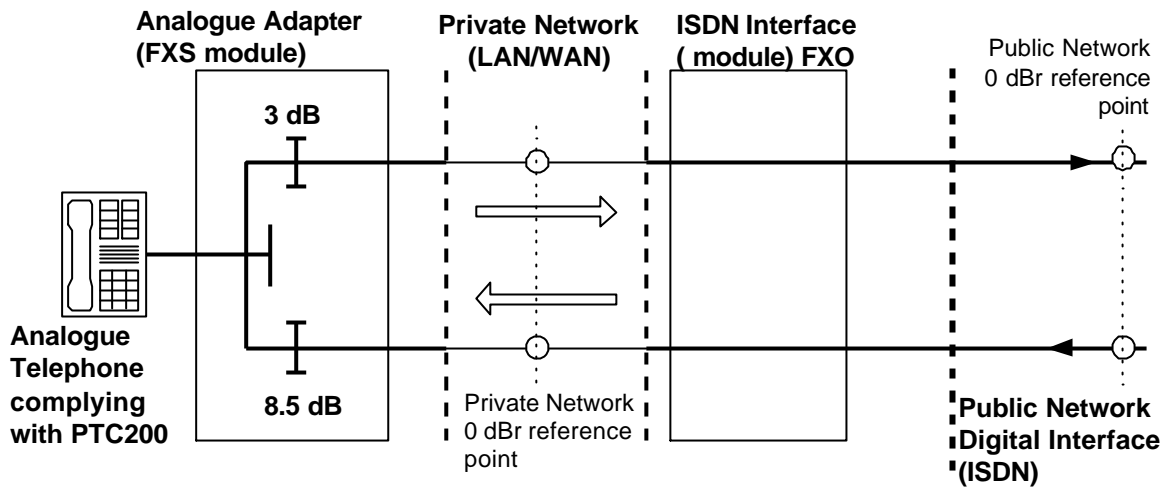 Analogue Adapter
(FXS module)
Private Network
(LAN/WAN)
ISDN Interface
( module) FXO
Public Network
0 dBr reference
point
3 dB
Analogue
Telephone
complying
with PTC200
8.5 dB
Private Network
0 dBr reference
point
Public Network
Digital Interface
(ISDN)